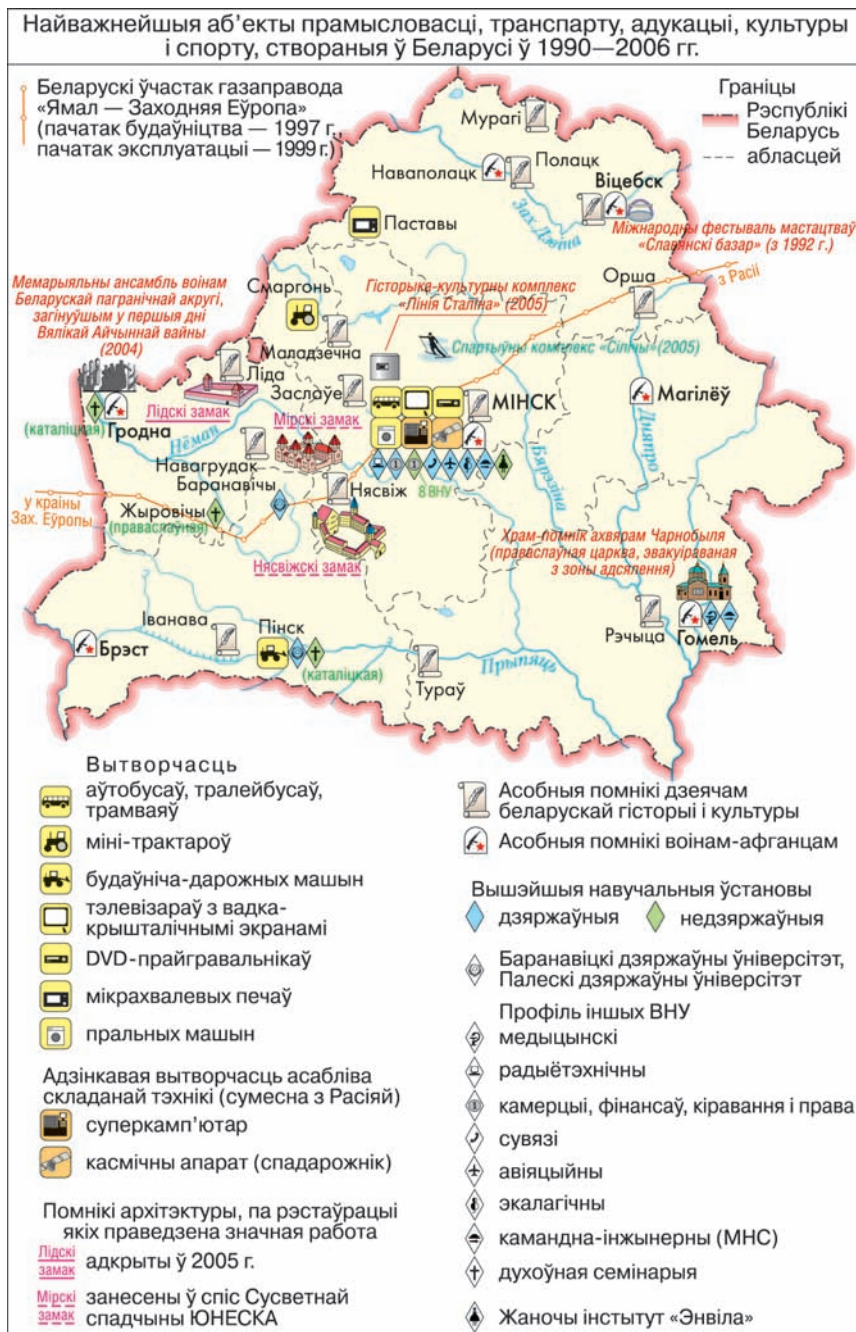 Найважнейшыя аб’екты прамысловасці, транспарту, адукацыі, культуры
і спорту, створаныя ў Беларусі ў 1990—2006 гг.
Беларускі ўчастак газаправода
«Ямал — Заходняя Еўропа»
(пачатак будаўніцтва — 1997 г.,
пачатак эксплуатацыі — 1999 г.)
Граніцы
Рэспублікі
Беларусь
абласцей
Мурагі
Полацк
Наваполацк
Віцебск
Зах. Дзвіна
Міжнародны фестываль мастацтваў
«Славянскі базар» (з 1992 г.)
Паставы
Орша
з Расіі
Мемарыяльны ансамбль воінам
Беларускай пагранічнай акругі,
загінуўшым у першыя дні
Вялікай Айчыннай вайны
(2004)
Смаргонь
Гісторыка-культурны комплекс
«Лінія Сталіна» (2005)
Маладзечна
Спартыўны комплекс «Сілічы»(2005)
Ліда
Заслаўе
МІНСК
Магілёў
Лідскі замак
Мірскі замак
(каталіцкая)
Гродна
Нёман
Дняпро
Бярэзіна
Навагрудак
Баранавічы
8 ВНУ
Нясвіж
у краіны
Зах. Еўропы
Жыровічы
(праваслаўная)
Нясвіжскі замак
Храм-помнік ахвярам Чарнобыля
(праваслаўная царква, эвакуіраваная
з зоны адсялення)
Іванава
Пінск
Рэчыца
Гомель
Брэст
(каталіцкая)
Тураў
Прыпяць
Вытворчасць
аўтобусаў, тралейбусаў,
трамваяў
міні-трактароў
будаўніча-дарожных машын
тэлевізараў з вадка-
крышталічнымі экранамі
DVD-прайгравальнікаў
мікрахвалевых печаў
пральных машын
Адзінкавая вытворчасць асабліва
складанай тэхнікі (сумесна з Расіяй)
суперкамп’ютар
касмічны апарат (спадарожнік)
Помнікі архітэктуры, па рэстаўрацыі
якіх праведзена значная работа
Лідскі
замак
адкрыты ў 2005 г.
Мірскі
замак
занесены ў спіс Сусветнай
спадчыны ЮНЕСКА
Асобныя помнікі дзеячам
беларускай гісторыі і культуры
Асобныя помнікі воінам-афганцам
Вышэйшыя навучальныя ўстановы
дзяржаўныя
недзяржаўныя
Баранавіцкі дзяржаўны ўніверсітэт,
Палескі дзяржаўны ўніверсітэт
Профіль іншых ВНУ
медыцынскі
радыётэхнічны
камерцыі, фінансаў, кіравання і права
сувязі
авіяцыйны
экалагічны
камандна-інжынерны (МНС)
духоўная семінарыя
Жаночы інстытут «Энвіла»